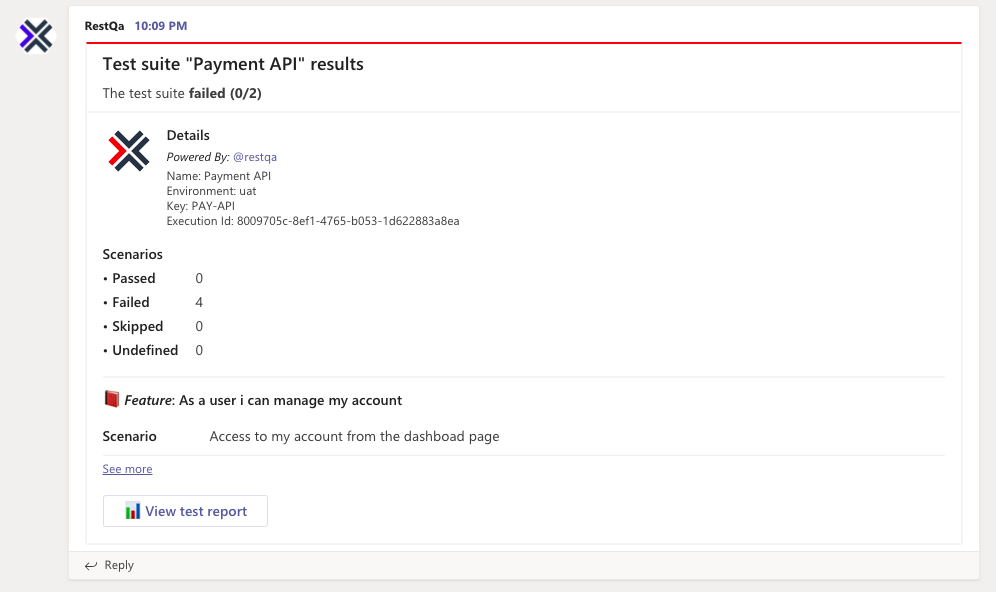 RestQa 10:09 PM
Test suite "Payment API" results
The test suite failed (0/2)
Details
Powered By: @restqa
Name: Payment API
Environment: uat
Key: PAY-API
Execution Id: 8009705c-8ef1-4765-b053-1d622883a8ea
Scenarios
• Passed 0
• Failed 4
• Skipped 0
• Undefined 0
Feature: As a user i can manage my account
Scenario Access to my account from the dashboad page
See more
View test report
Reply